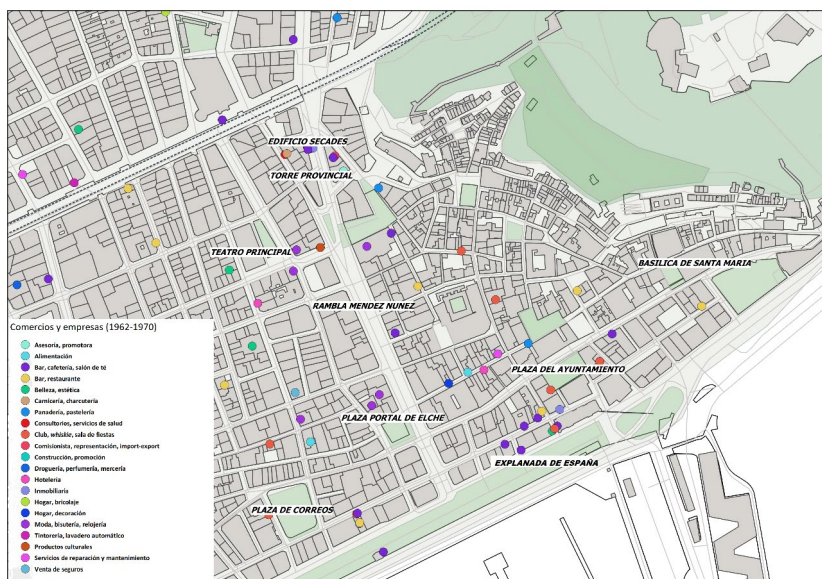 EDIFICIO SECADES
TORRE PROVINCIAL
TEATRO PRINCIPAL
BASILICA DE SANTA MARIA
RAMBLA MENDEZ NUNEZ
PLAZA DEL AYUNTAMIENTO
PLAZA PORTAL DE ELCHE
EXPLANADA DE ESPAÑA
PLAZA DE CORREOS
Comercios y empresas (1962-1970)
Asesoría, promotora
Alimentación
Bar, cafetería, salón de té
Bar, restaurante
Belleza, estética
Carnicería, charcutería
Panadería, pastelería
Consultorios, servicios de salud
Club, whiskie, sala de fiestas
Comisionista, representación, import-export
Construcción, promoción
Droguería, perfumería, mercería
Hotelería
Inmobiliaria
Hogar, bricolaje
Hogar, decoración
Moda, bisutería, relojería
Tintorería, lavadero automático
Productos culturales
Servicios de reparación y mantenimiento
Venta de seguros